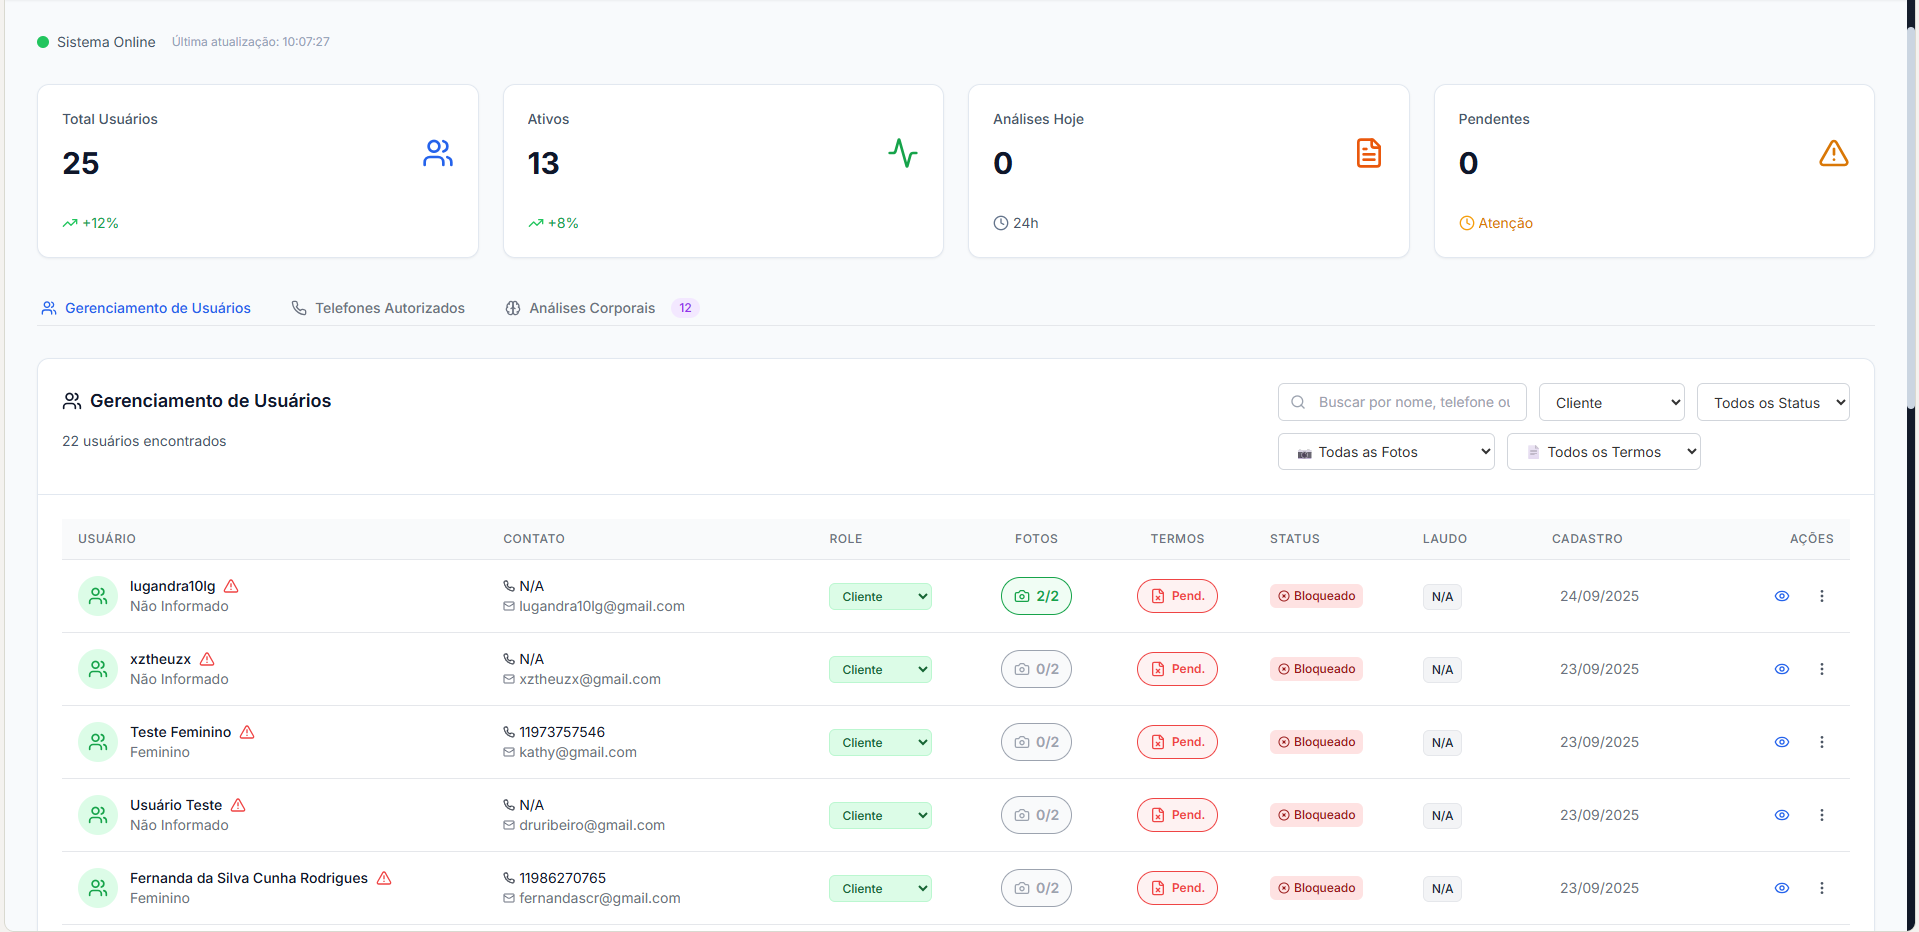 Sistema Online Última atualização: 10:07:27
Total Usuários
25
+12%
Ativos
13
+8%
Análises Hoje
0
24h
Pendentes
0
Atenção
Gerenciamento de Usuários Telefones Autorizados Análises Corporais 12
Gerenciamento de Usuários
22 usuários encontrados
Buscar por nome, telefone ou Cliente Todos os Status
Todas as Fotos Todos os Termos
USUÁRIO CONTATO ROLE FOTOS TERMOS STATUS LAUDO CADASTRO AÇÕES
lugandra10lg N/A Cliente 2/2 Pend. Bloqueado N/A 24/09/2025
Não Informado lugandra10lg@gmail.com
xztheuzx N/A Cliente 0/2 Pend. Bloqueado N/A 23/09/2025
Não Informado xztheuzx@gmail.com
Teste Feminino 11973757546 Cliente 0/2 Pend. Bloqueado N/A 23/09/2025
Feminino kathy@gmail.com
Usuário Teste N/A Cliente 0/2 Pend. Bloqueado N/A 23/09/2025
Não Informado druribeiro@gmail.com
Fernanda da Silva Cunha Rodrigues 11986270765 Cliente 0/2 Pend. Bloqueado N/A 23/09/2025
Feminino fernandascr@gmail.com